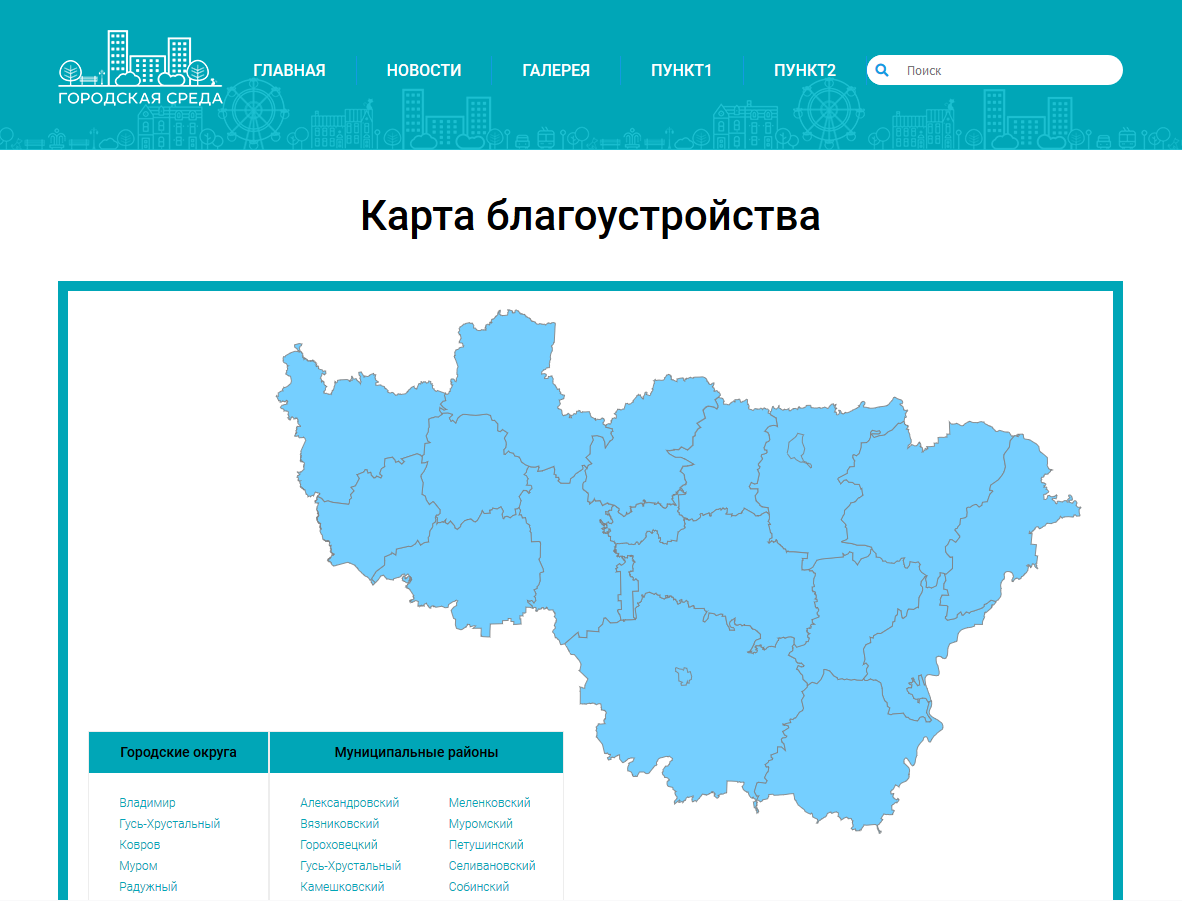 ГОРОДСКАЯ СРЕДА
ГЛАВНАЯ НОВОСТИ ГАЛЕРЕЯ ПУНКТ1 ПУНКТ2 Поиск
Карта благоустройства
Городские округа Муниципальные районы
Владимир Александровский Меленковский
Гусь-Хрустальный Вязниковский Муромский
Ковров Гороховецкий Петушинский
Муром Гусь-Хрустальный Селивановский
Радужный Камешковский Собинский